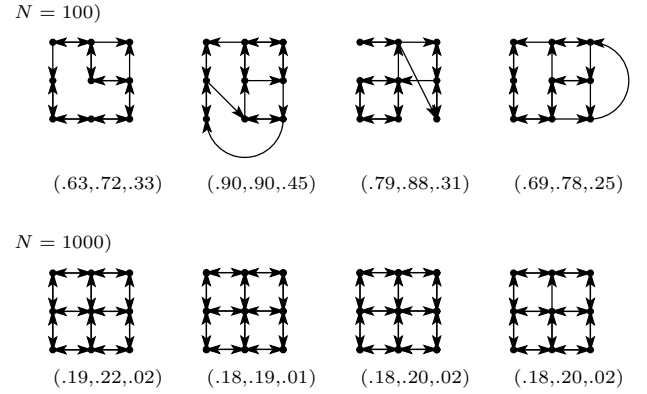 N = 100)
(.63,.72,.33) (.90,.90,.45) (.79,.88,.31) (.69,.78,.25)
N = 1000)
(.19,.22,.02) (.18,.19,.01) (.18,.20,.02) (.18,.20,.02)